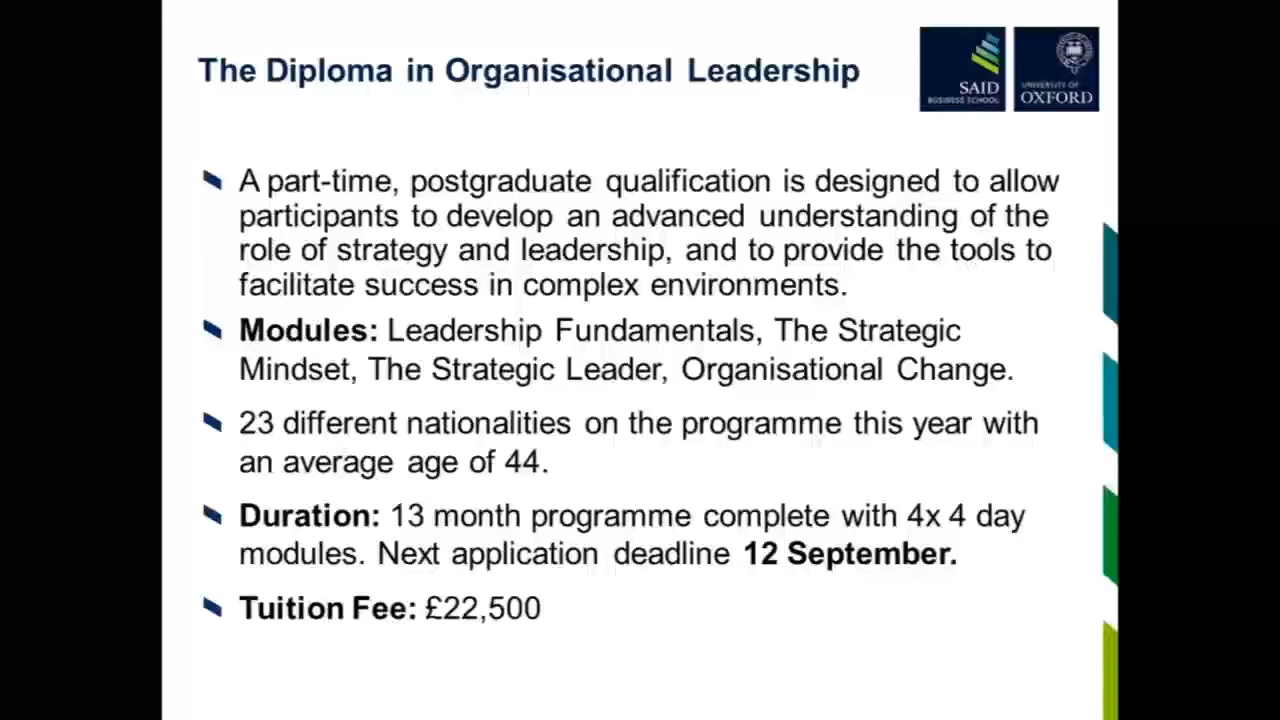 The Diploma in Organisational Leadership
SAID
BUSINESS SCHOOL
UNIVERSITY OF
OXFORD
A part-time, postgraduate qualification is designed to allow
participants to develop an advanced understanding of the
role of strategy and leadership, and to provide the tools to
facilitate success in complex environments.
Modules: Leadership Fundamentals, The Strategic
Mindset, The Strategic Leader, Organisational Change.
23 different nationalities on the programme this year with
an average age of 44.
Duration: 13 month programme complete with 4x 4 day
modules. Next application deadline 12 September.
Tuition Fee: £22,500